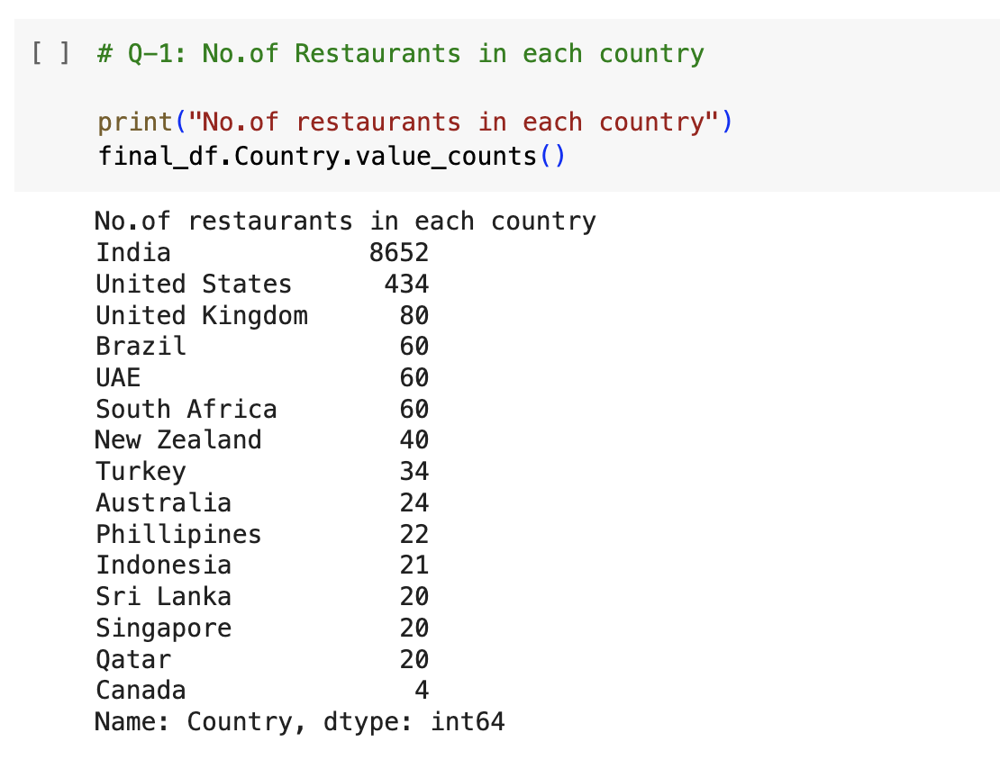 [ ] # Q-1: No.of Restaurants in each country
print("No.of restaurants in each country")
final_df.Country.value_counts()
No.of restaurants in each country
India 8652
United States 434
United Kingdom 80
Brazil 60
UAE 60
South Africa 60
New Zealand 40
Turkey 34
Australia 24
Phillipines 22
Indonesia 21
Sri Lanka 20
Singapore 20
Qatar 20
Canada 4
Name: Country, dtype: int64